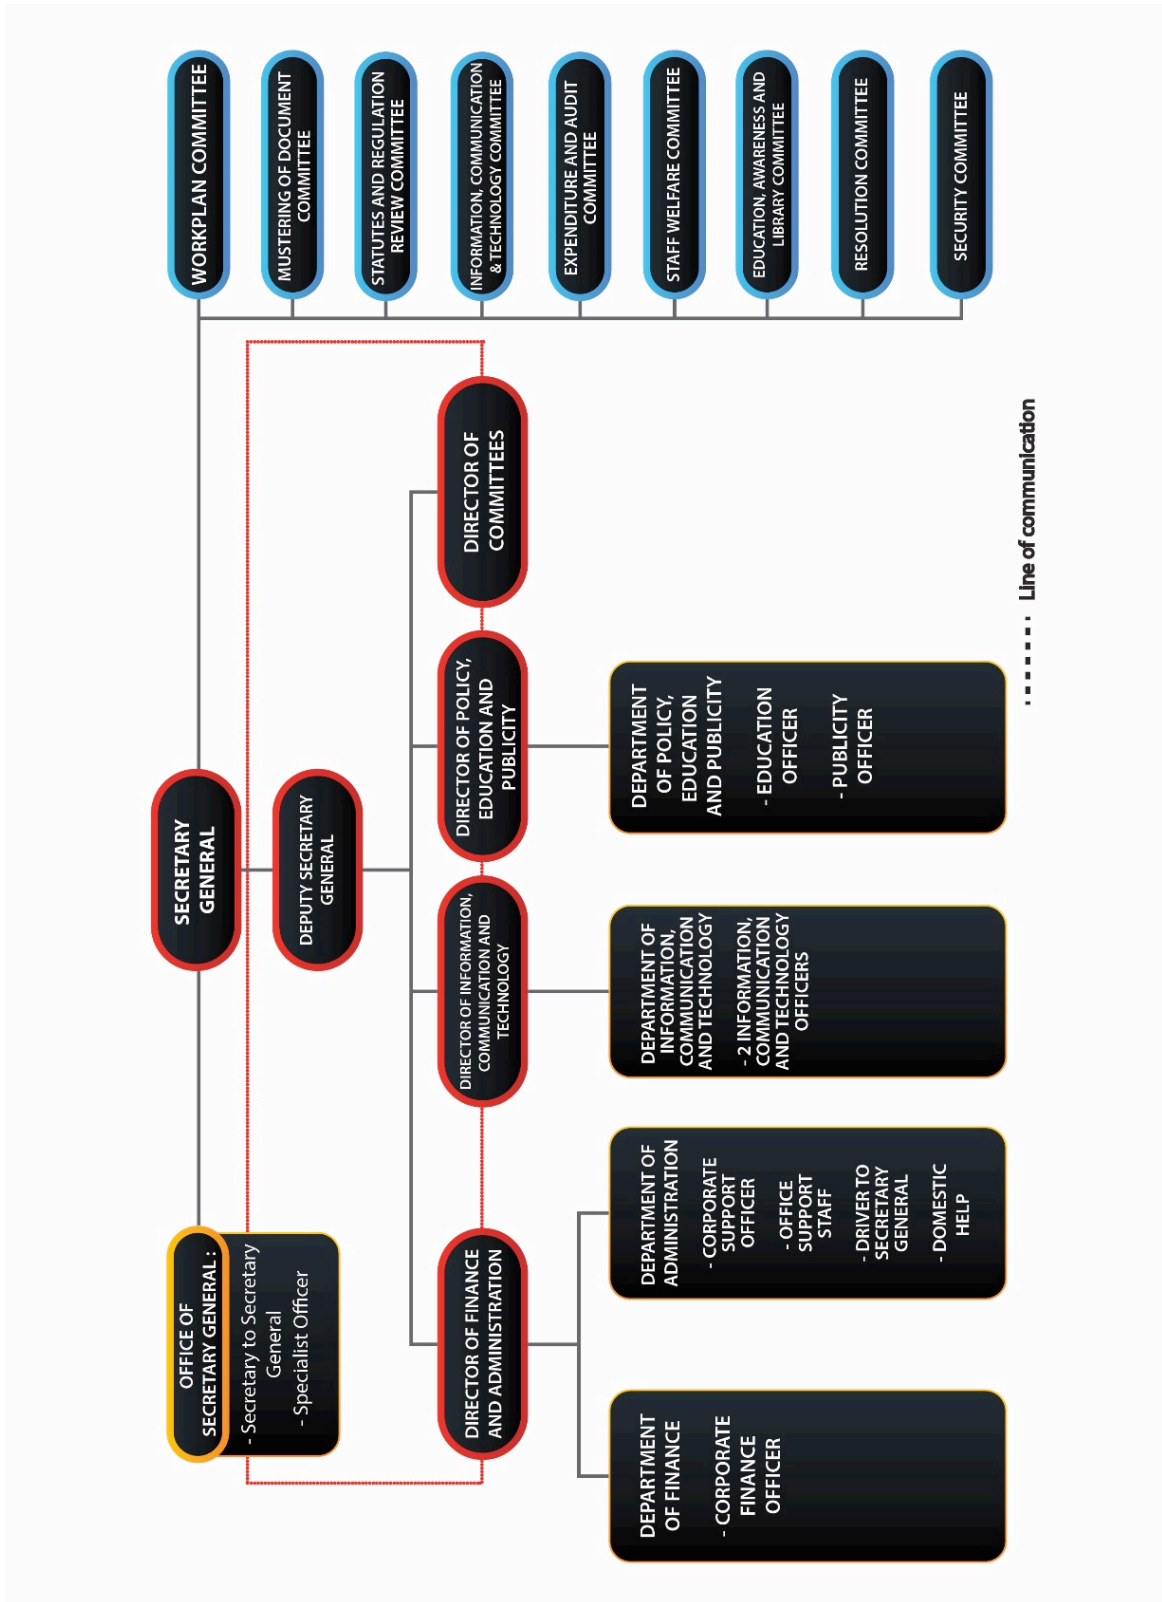 SECRETARY
GENERAL
OFFICE OF
SECRETARY GENERAL :
- Secretary to Secretary
General
- Specialist Officer
DEPUTY SECRETARY
GENERAL
DIRECTOR OF FINANCE
AND ADMINISTRATION
DIRECTOR OF INFORMATION,
COMMUNICATION AND
TECHNOLOGY
DIRECTOR OF POLICY,
EDUCATION AND
PUBLICITY
DIRECTOR OF
COMMITTEES
DEPARTMENT
OF FINANCE
- CORPORATE
FINANCE
OFFICER
DEPARTMENT OF
ADMINISTRATION
- CORPORATE
SUPPORT
OFFICER
- OFFICE
SUPPORT
STAFF
- DRIVER TO
SECRETARY
GENERAL
- DOMESTIC
HELP
DEPARTMENT OF
INFORMATION,
COMMUNICATION
AND TECHNOLOGY
- 2 INFORMATION,
COMMUNICATION
AND TECHNOLOGY
OFFICERS
DEPARTMENT
OF POLICY,
EDUCATION
AND PUBLICITY
- EDUCATION
OFFICER
- PUBLICITY
OFFICER
WORKPLAN COMMITTEE
MUSTERING OF DOCUMENT
COMMITTEE
STATUTES AND REGULATION
REVIEW COMMITTEE
INFORMATION, COMMUNICATION
& TECHNOLOGY COMMITTEE
EXPENDITURE AND AUDIT
COMMITTEE
STAFF WELFARE COMMITTEE
EDUCATION, AWARENESS AND
LIBRARY COMMITTEE
RESOLUTION COMMITTEE
SECURITY COMMITTEE
Line of communication